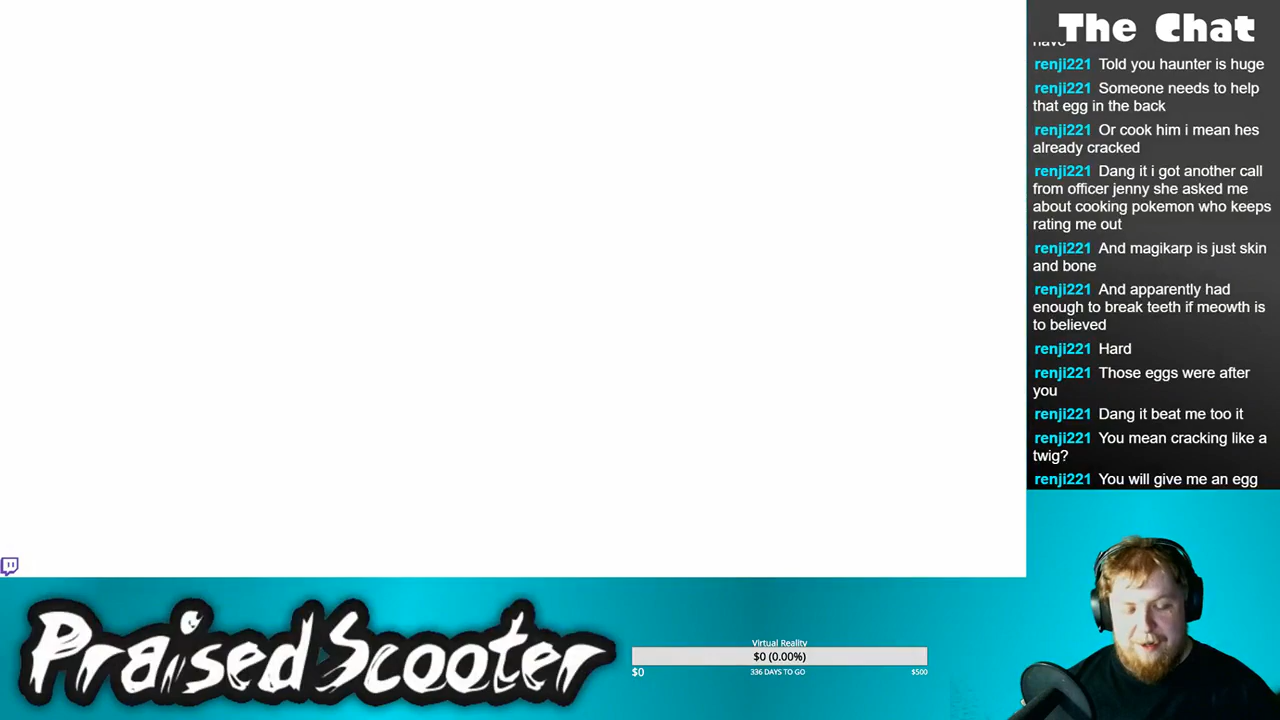 The Chat
have
renji221 Told you haunter is huge
renji221 Someone needs to help
that egg in the back
renji221 Or cook him i mean hes
already cracked
renji221 Dang it i got another call
from officer jenny she asked me
about cooking pokemon who keeps
rating me out
renji221 And magikarp is just skin
and bone
renji221 And apparently had
enough to break teeth if meowth is
to believed
renji221 Hard
renji221 Those eggs were after
you
renji221 Dang it beat me too it
renji221 You mean cracking like a
twig?
renji221 You will give me an egg
PraisedScooter
Virtual Reality
$0 (0.00%)
$0
336 DAYS TO GO
$500